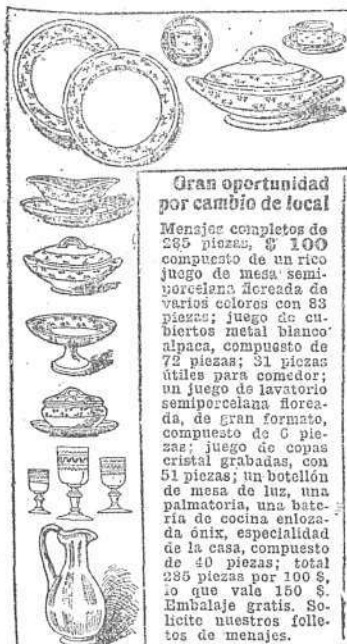 Gran oportunidad
por cambio de local
Menajes completos de
285 piezas, $ 100
compuesto de un rico
juego de mesa semi-
porcelana floreada de
varios colores con 83
piezas; juego de cu-
biertos metal blanco
alpaca, compuesto de
72 piezas; 31 piezas
útiles para comedor;
un juego de lavatorio
semiporcelana florea-
da, de gran formato,
compuesto de 6 pie-
zas; juego de copas
cristal grabadas, con
51 piezas; un botellón
de mesa de luz, una
palmatoria, una bate-
ría de cocina enloza-
da ónix, especialidad
de la casa, compuesto
de 40 piezas; total
285 piezas por 100 $,
lo que vale 150 $.
Embalaje gratis. So-
licite nuestros folle-
tos de menajes.